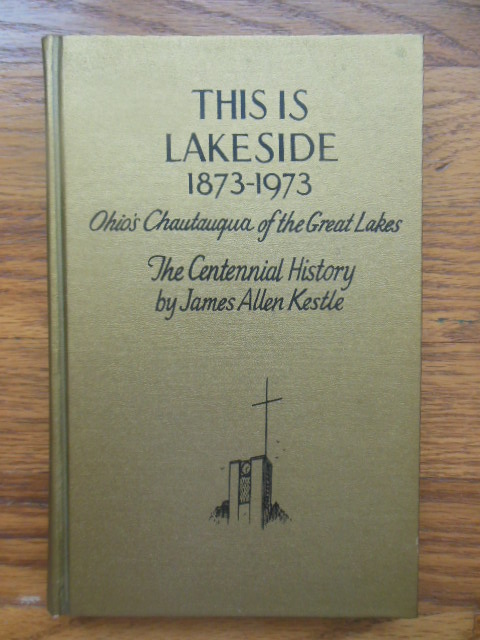 THIS IS
LAKESIDE
1873-1973
Ohio's Chautauqua of the Great Lakes
The Centennial History
by James Allen Kestle